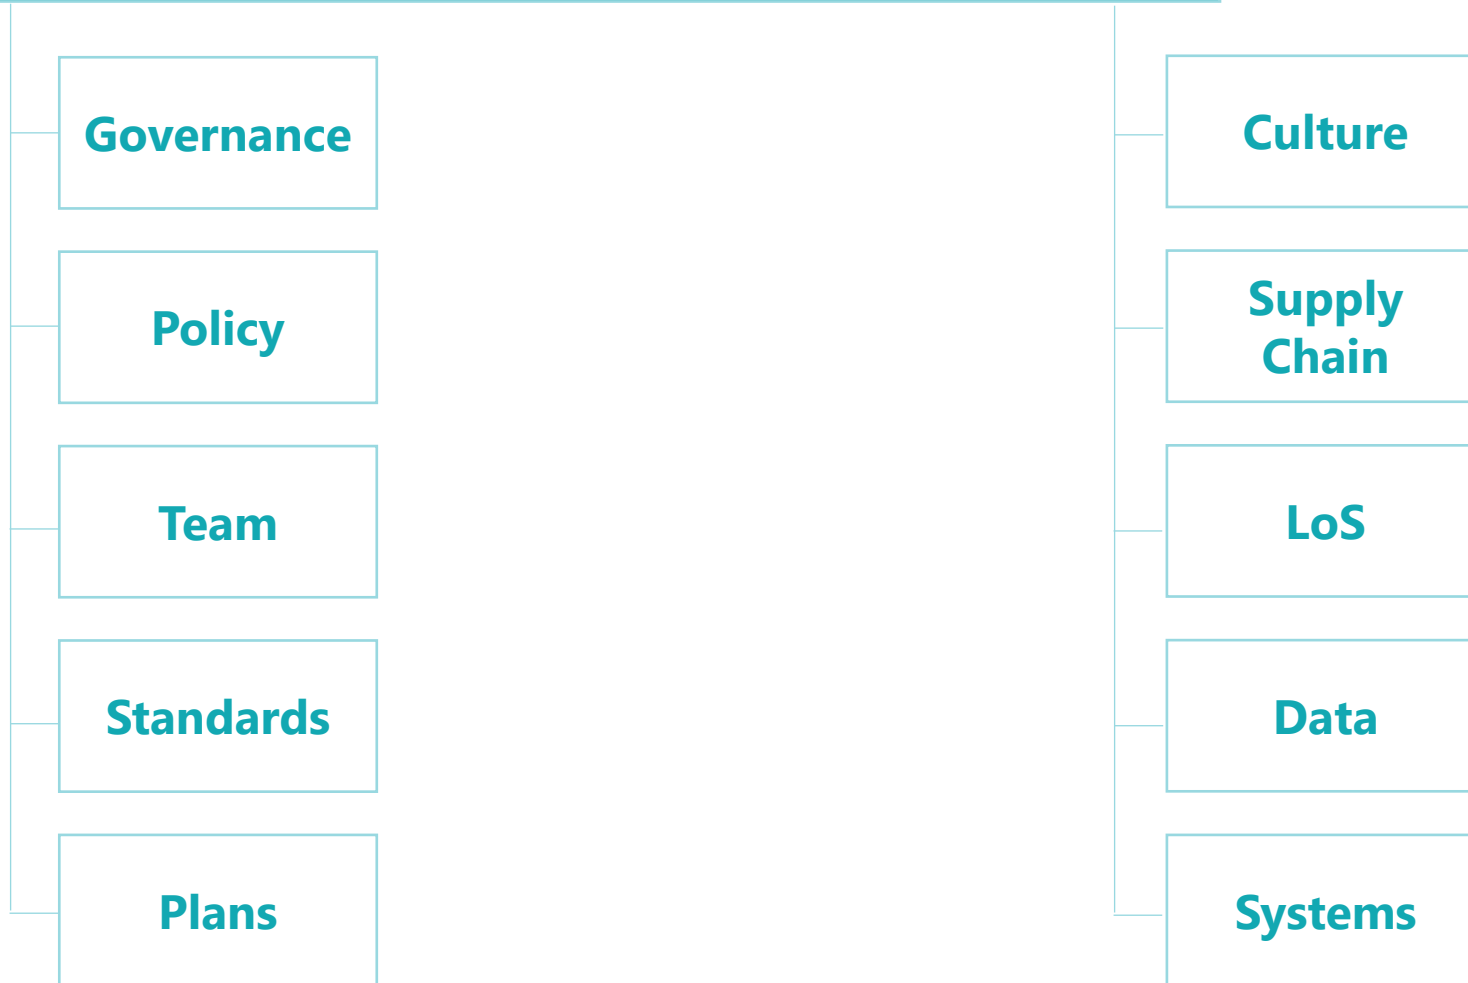 Governance
Policy
Team
Standards
Plans
Culture
Supply
Chain
LoS
Data
Systems